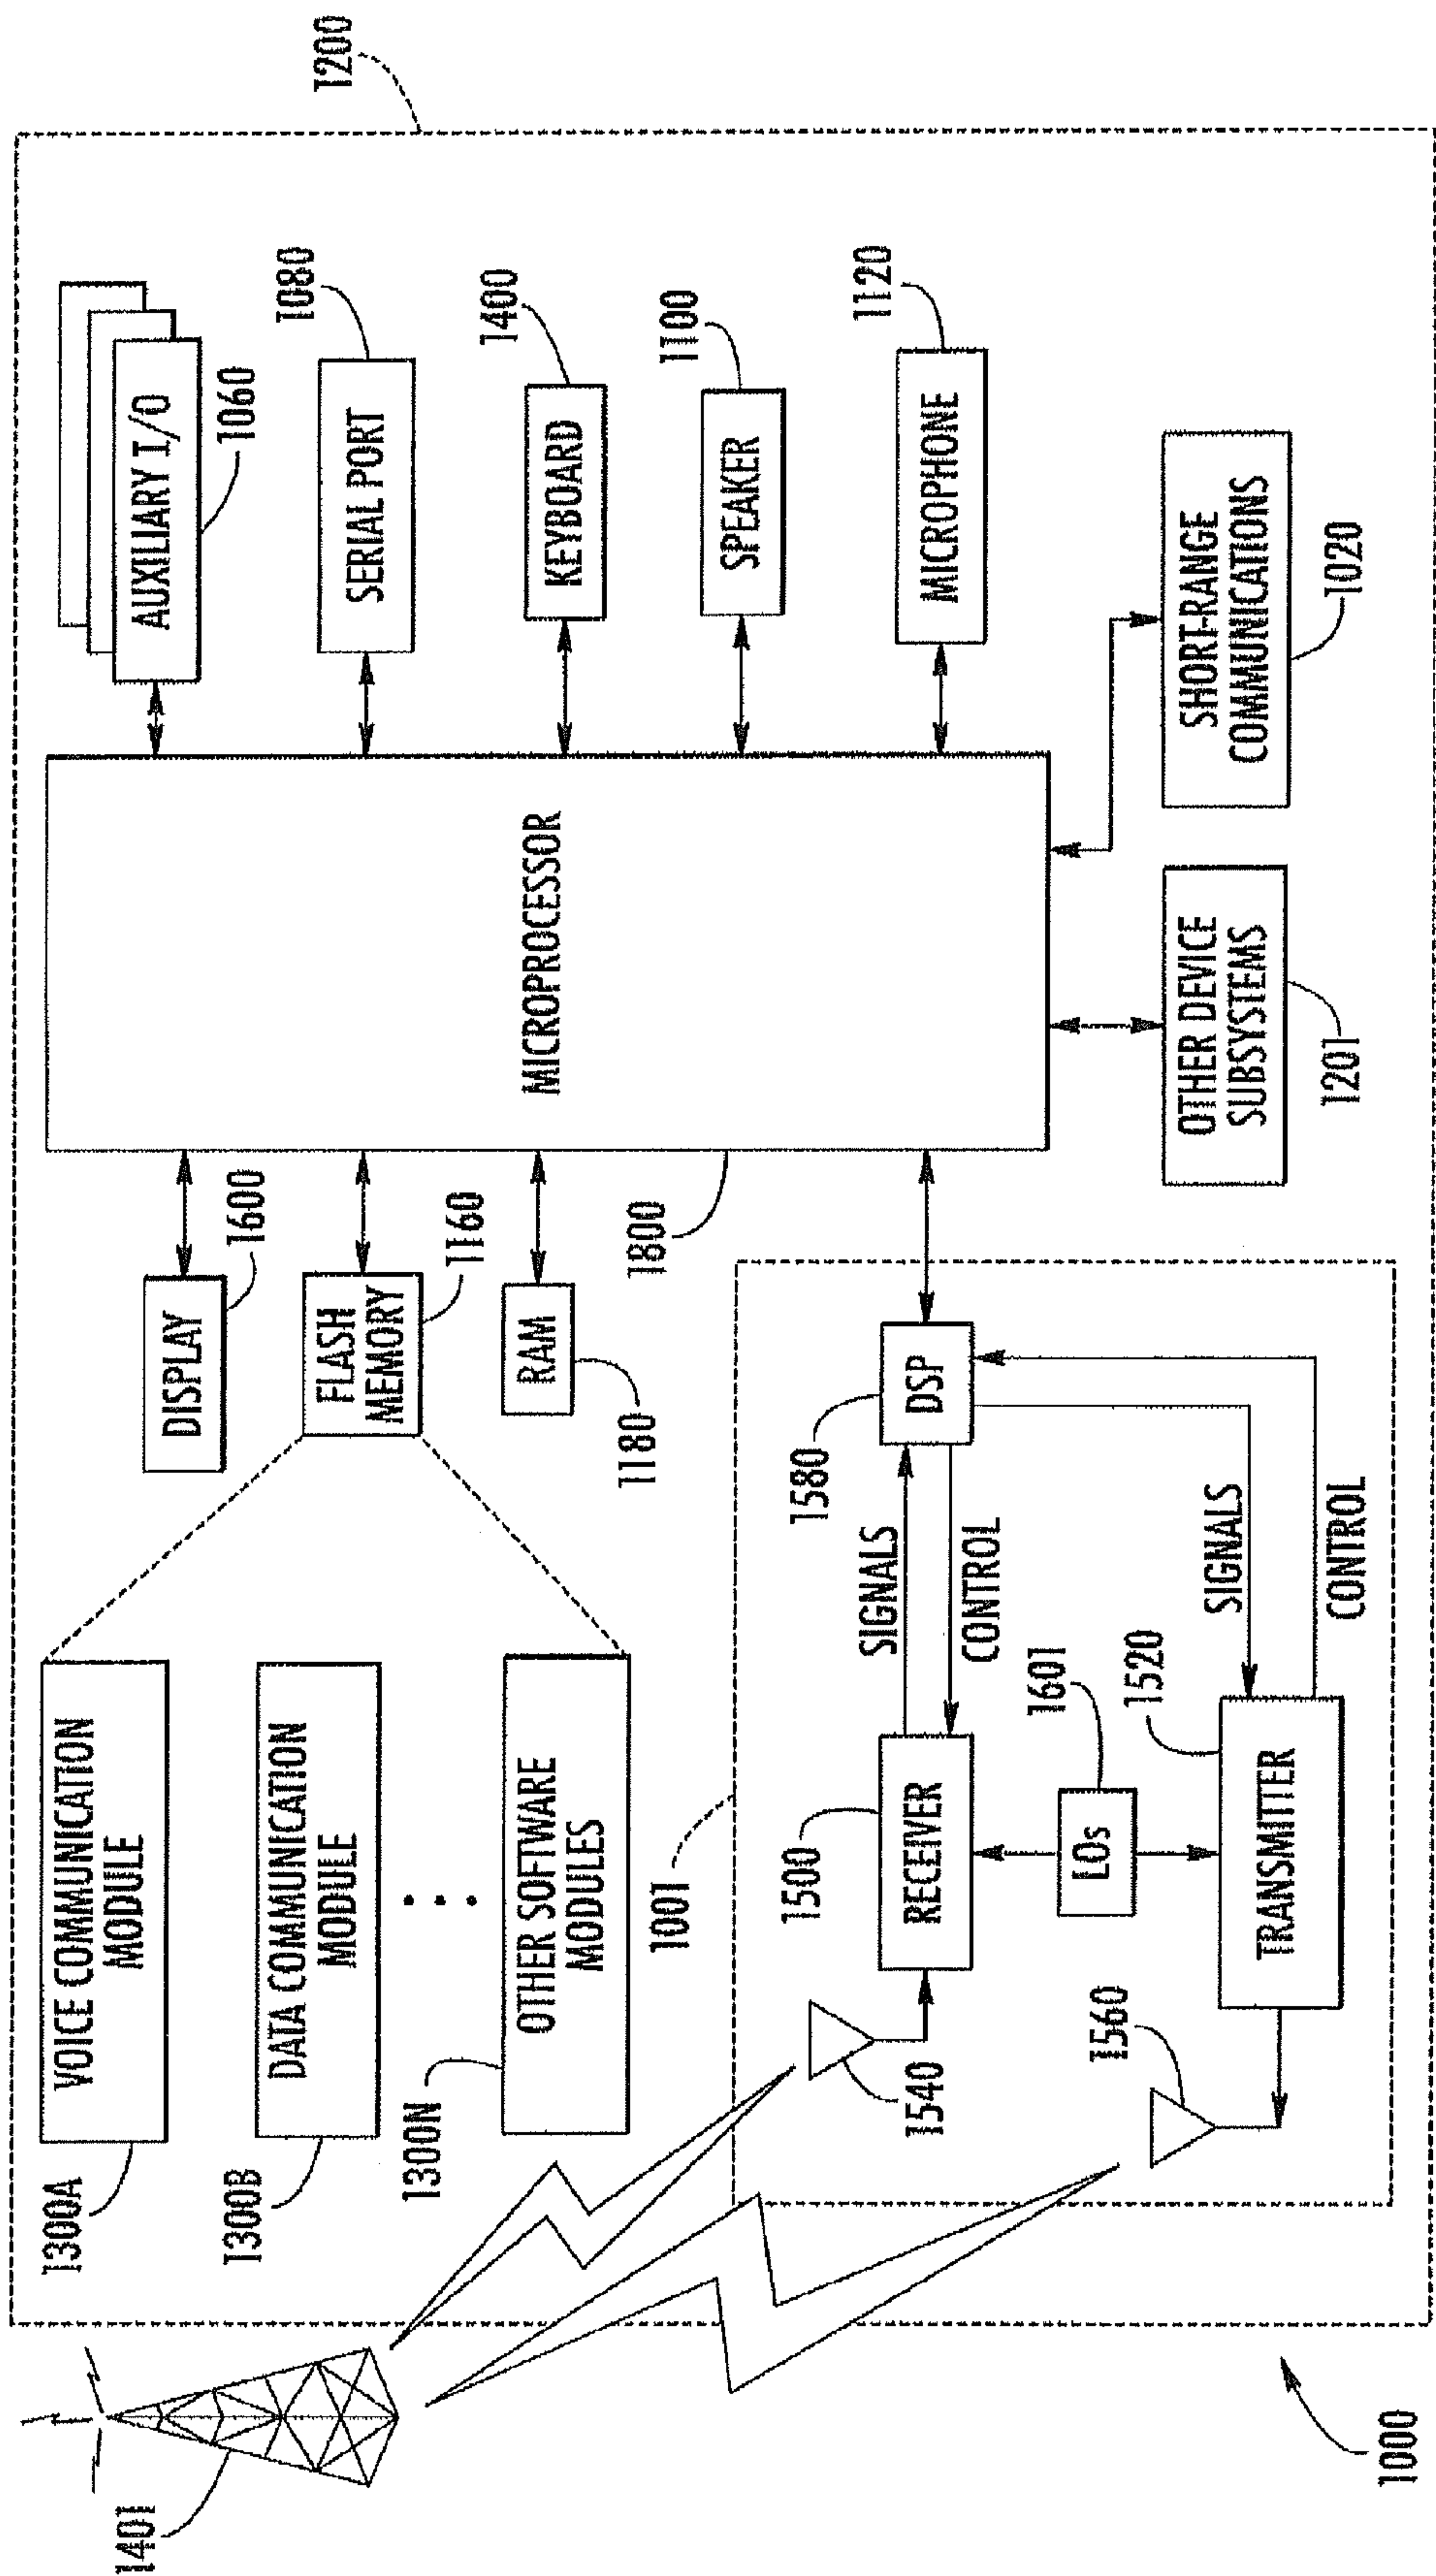 1200
AUXILIARY I/O
1060
SERIAL PORT
1080
KEYBOARD
1400
SPEAKER
1100
MICROPHONE
1120
SHORT-RANGE
COMMUNICATIONS
1020
MICROPROCESSOR
1800
OTHER DEVICE
SUBSYSTEMS
1201
DISPLAY
1600
FLASH
MEMORY
1160
RAM
1180
VOICE COMMUNICATION
MODULE
1300A
DATA COMMUNICATION
MODULE
1300B
OTHER SOFTWARE
MODULES
1300N
1001
DSP
1580
SIGNALS
CONTROL
RECEIVER
1500
1540
LOs
1601
SIGNALS
CONTROL
TRANSMITTER
1520
1560
1401
1000